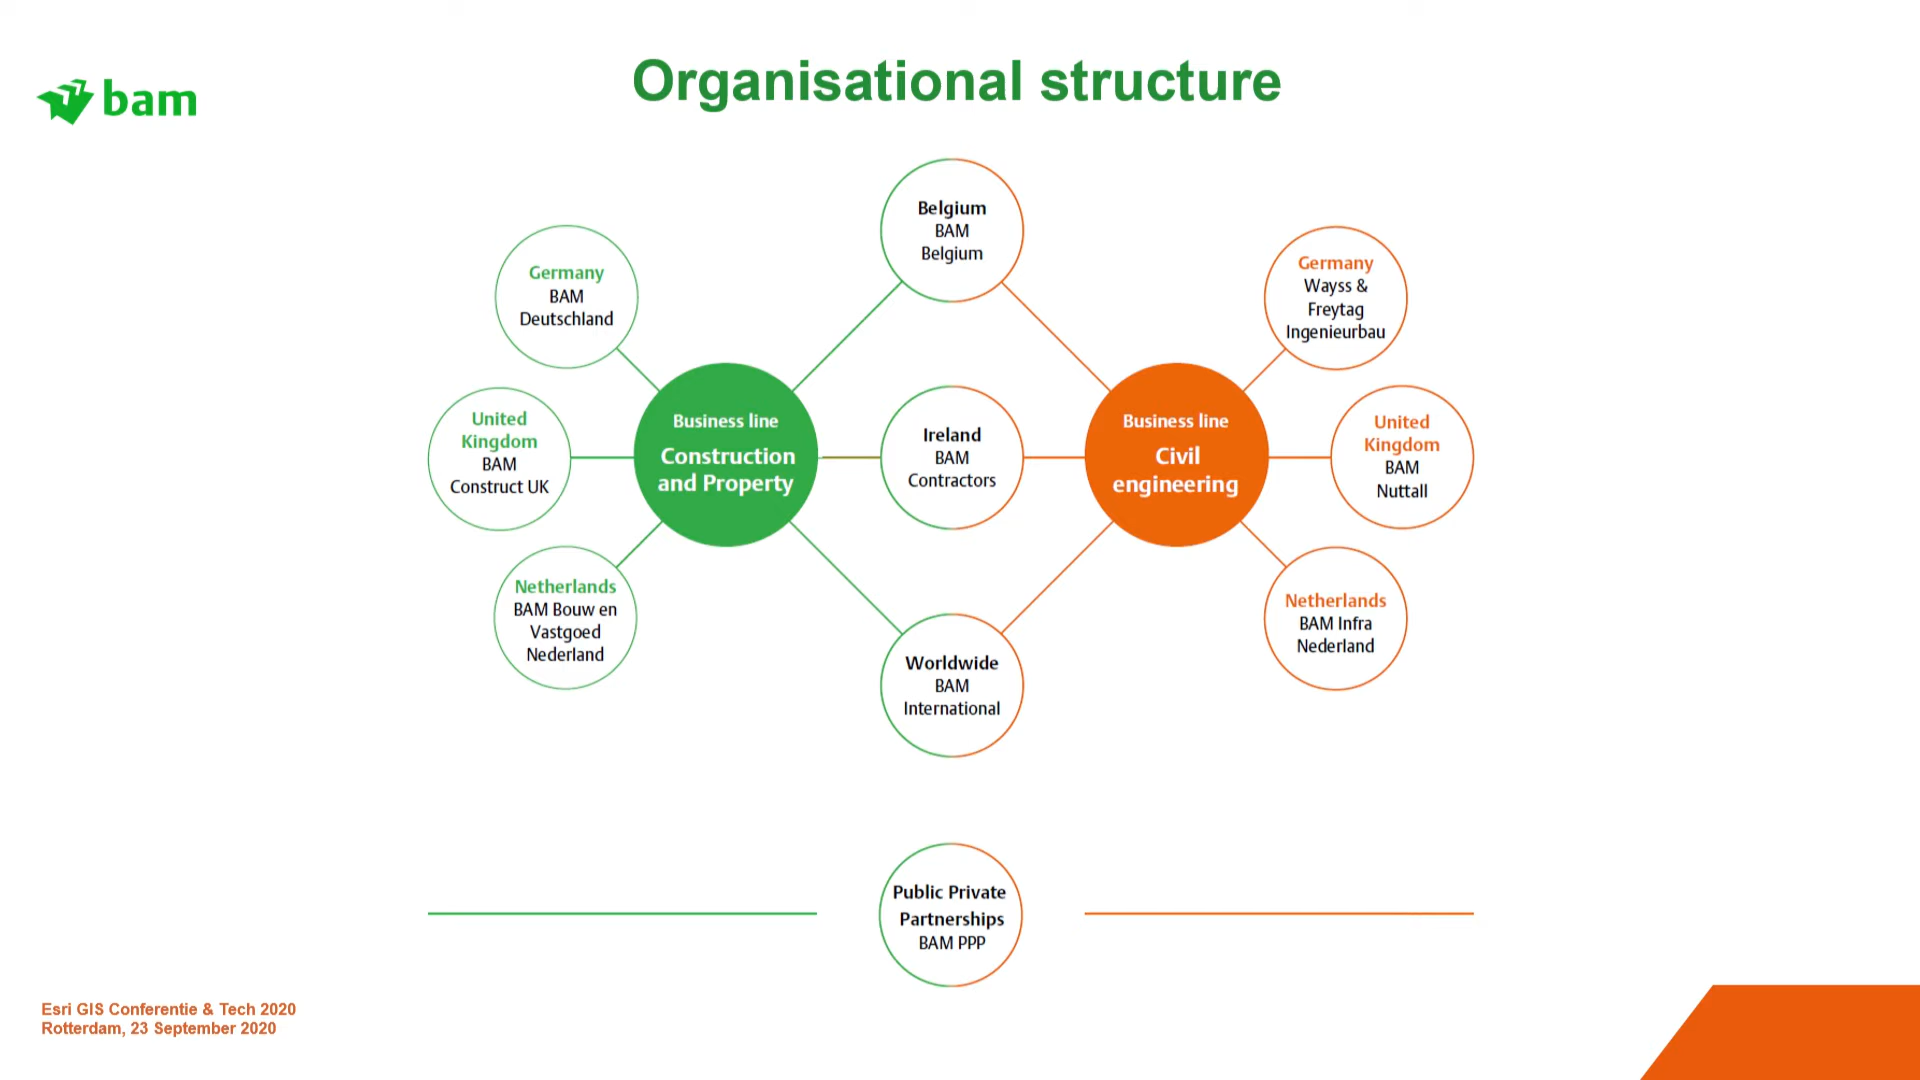 bam
Organisational structure
Belgium
BAM
Belgium
Germany
BAM
Deutschland
Germany
Wayss &
Freytag
Ingenieurbau
United
Kingdom
BAM
Construct UK
Business line
Construction
and Property
Ireland
BAM
Contractors
Business line
Civil
engineering
United
Kingdom
BAM
Nuttall
Netherlands
BAM Bouw en
Vastgoed
Nederland
Worldwide
BAM
International
Netherlands
BAM Infra
Nederland
Public Private
Partnerships
BAM PPP
Esri GIS Conferentie & Tech 2020
Rotterdam, 23 September 2020